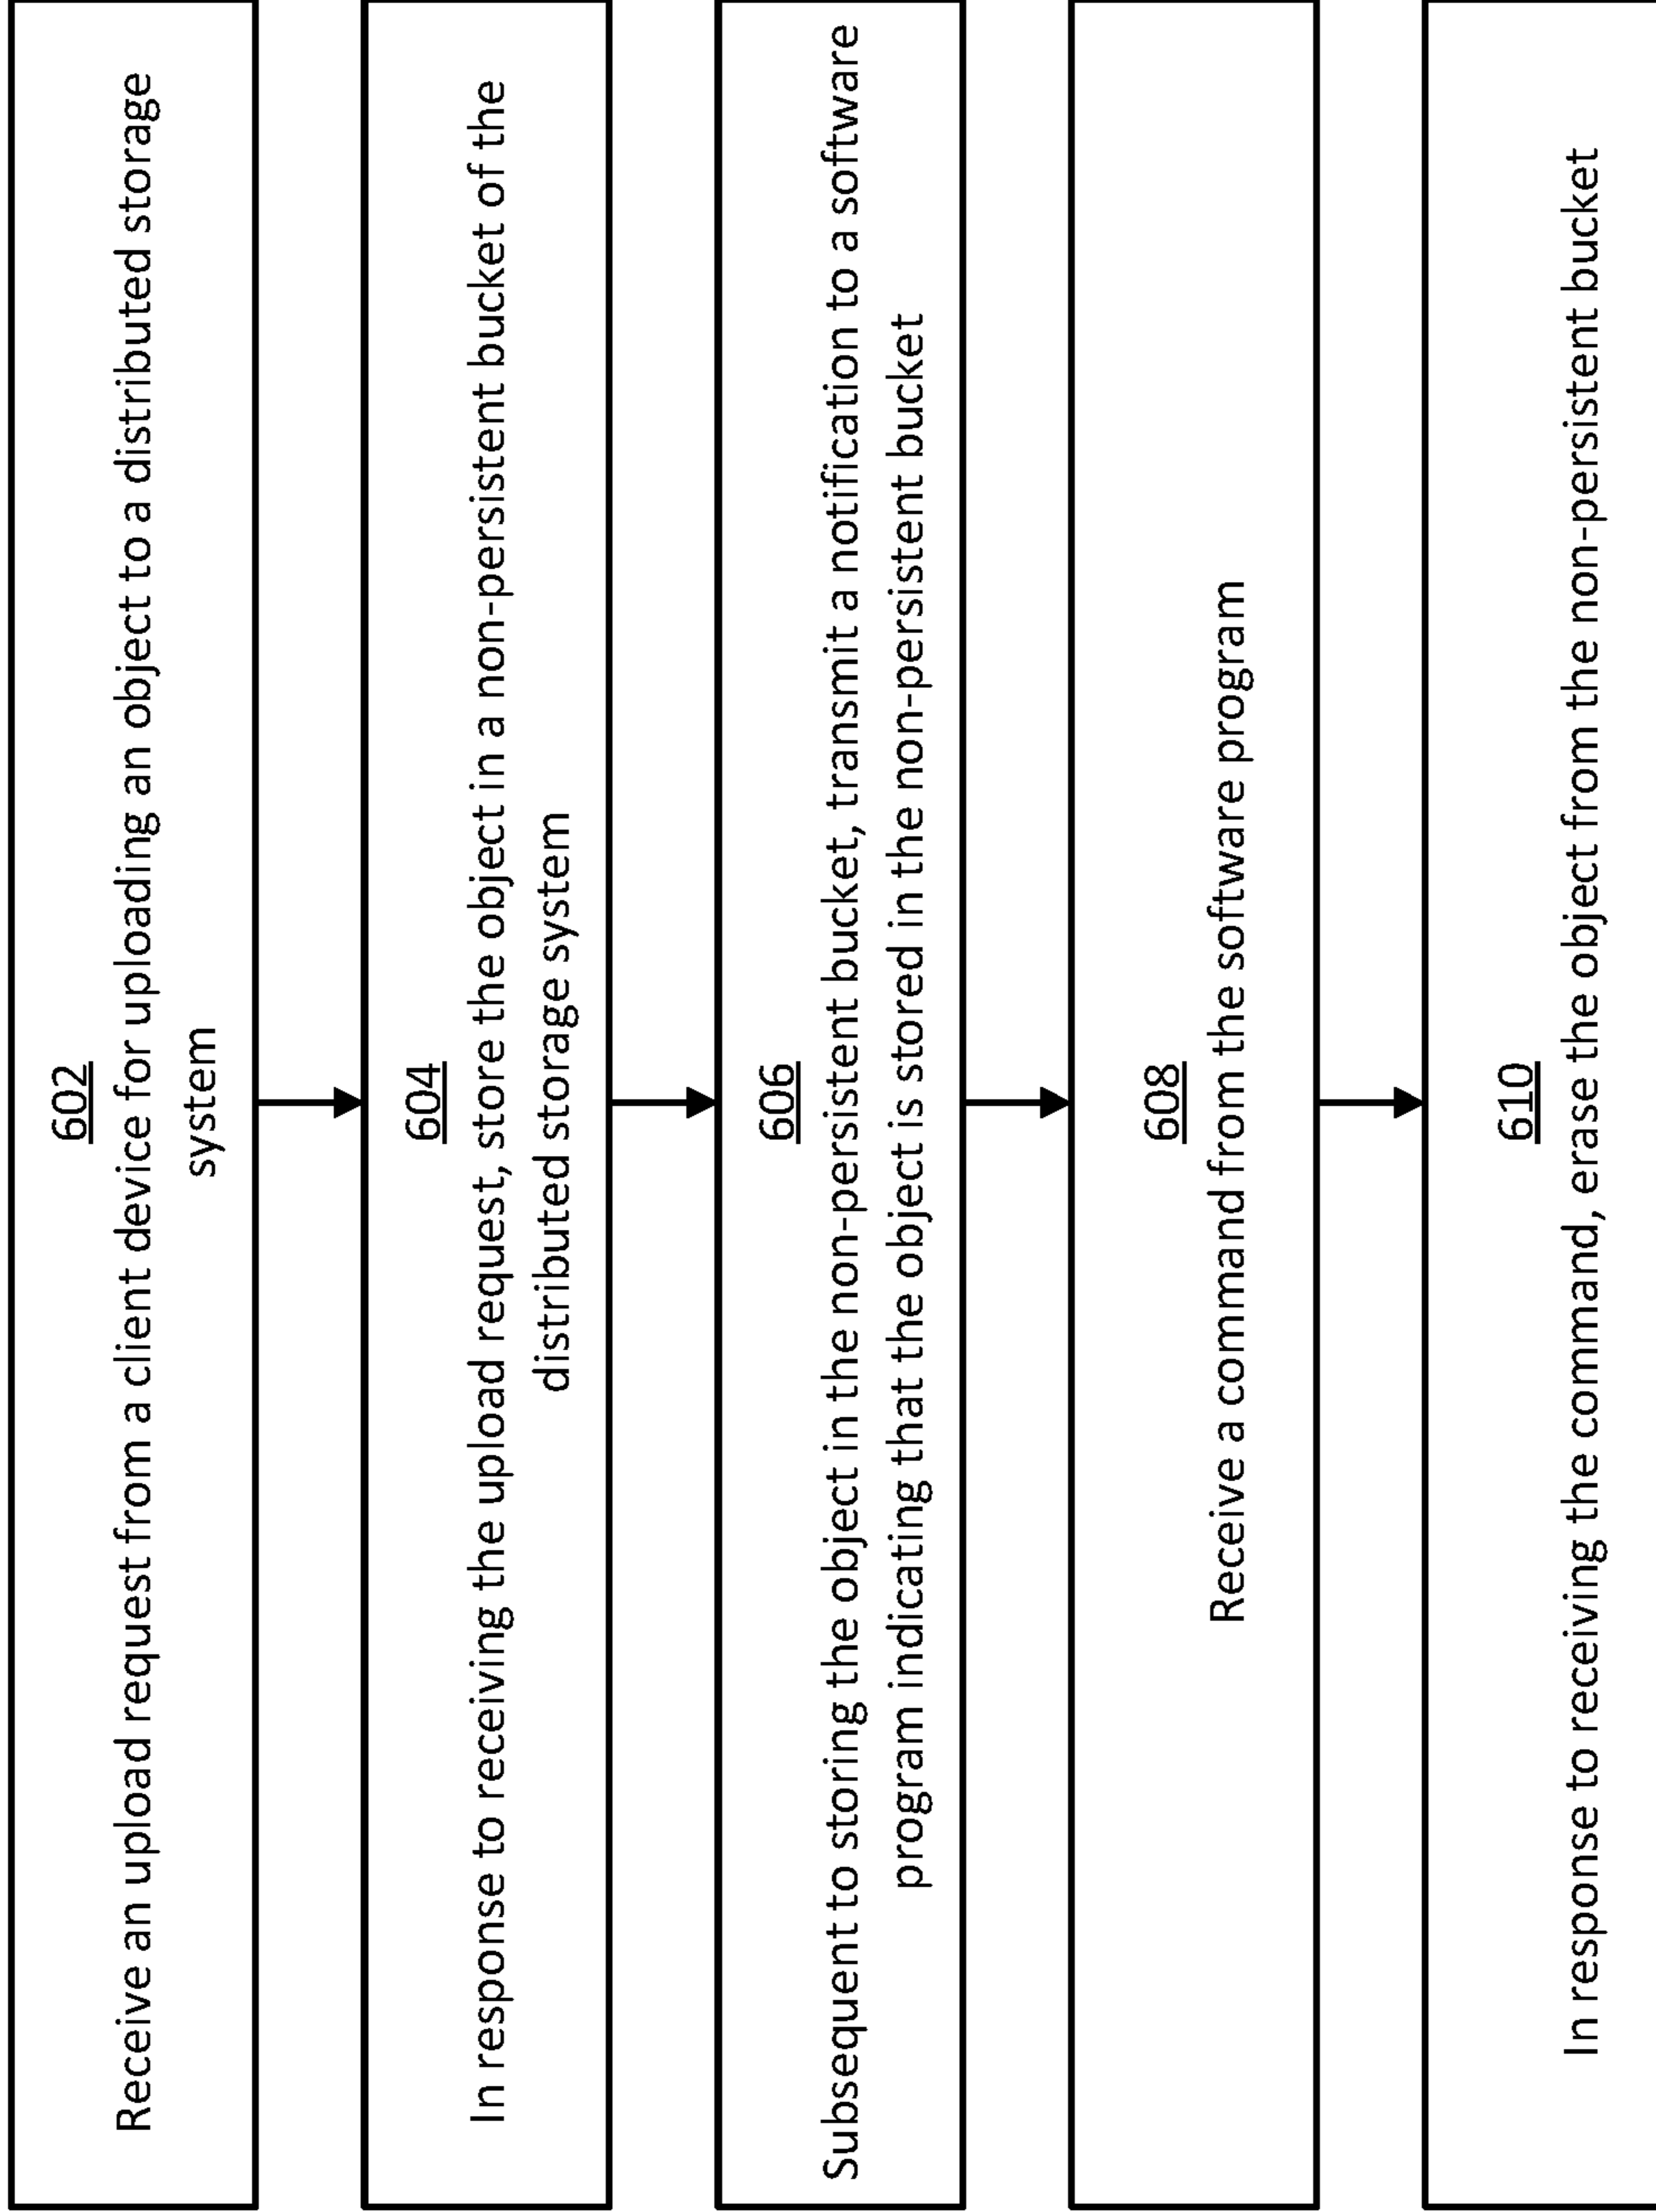 602
Receive an upload request from a client device for uploading an object to a distributed storage
system
604
In response to receiving the upload request, store the object in a non-persistent bucket of the
distributed storage system
606
Subsequent to storing the object in the non-persistent bucket, transmit a notification to a software
program indicating that the object is stored in the non-persistent bucket
608
Receive a command from the software program
610
In response to receiving the command, erase the object from the non-persistent bucket